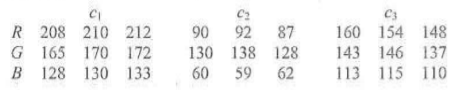 c₁ c₂ c₃
R 208 210 212 90 92 87 160 154 148
G 165 170 172 130 138 128 143 146 137
B 128 130 133 60 59 62 113 115 110